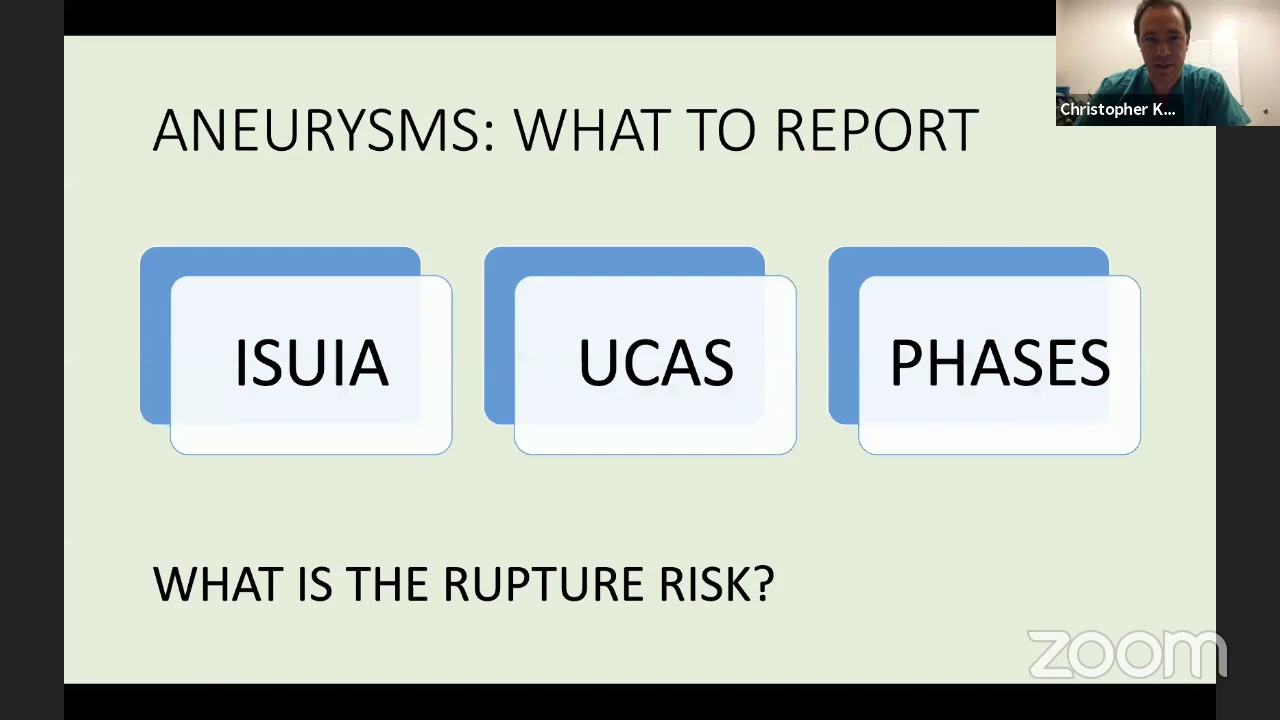 ANEURYSMS: WHAT TO REPORT
Christopher K...
ISUIA
UCAS
PHASES
WHAT IS THE RUPTURE RISK?
zoom